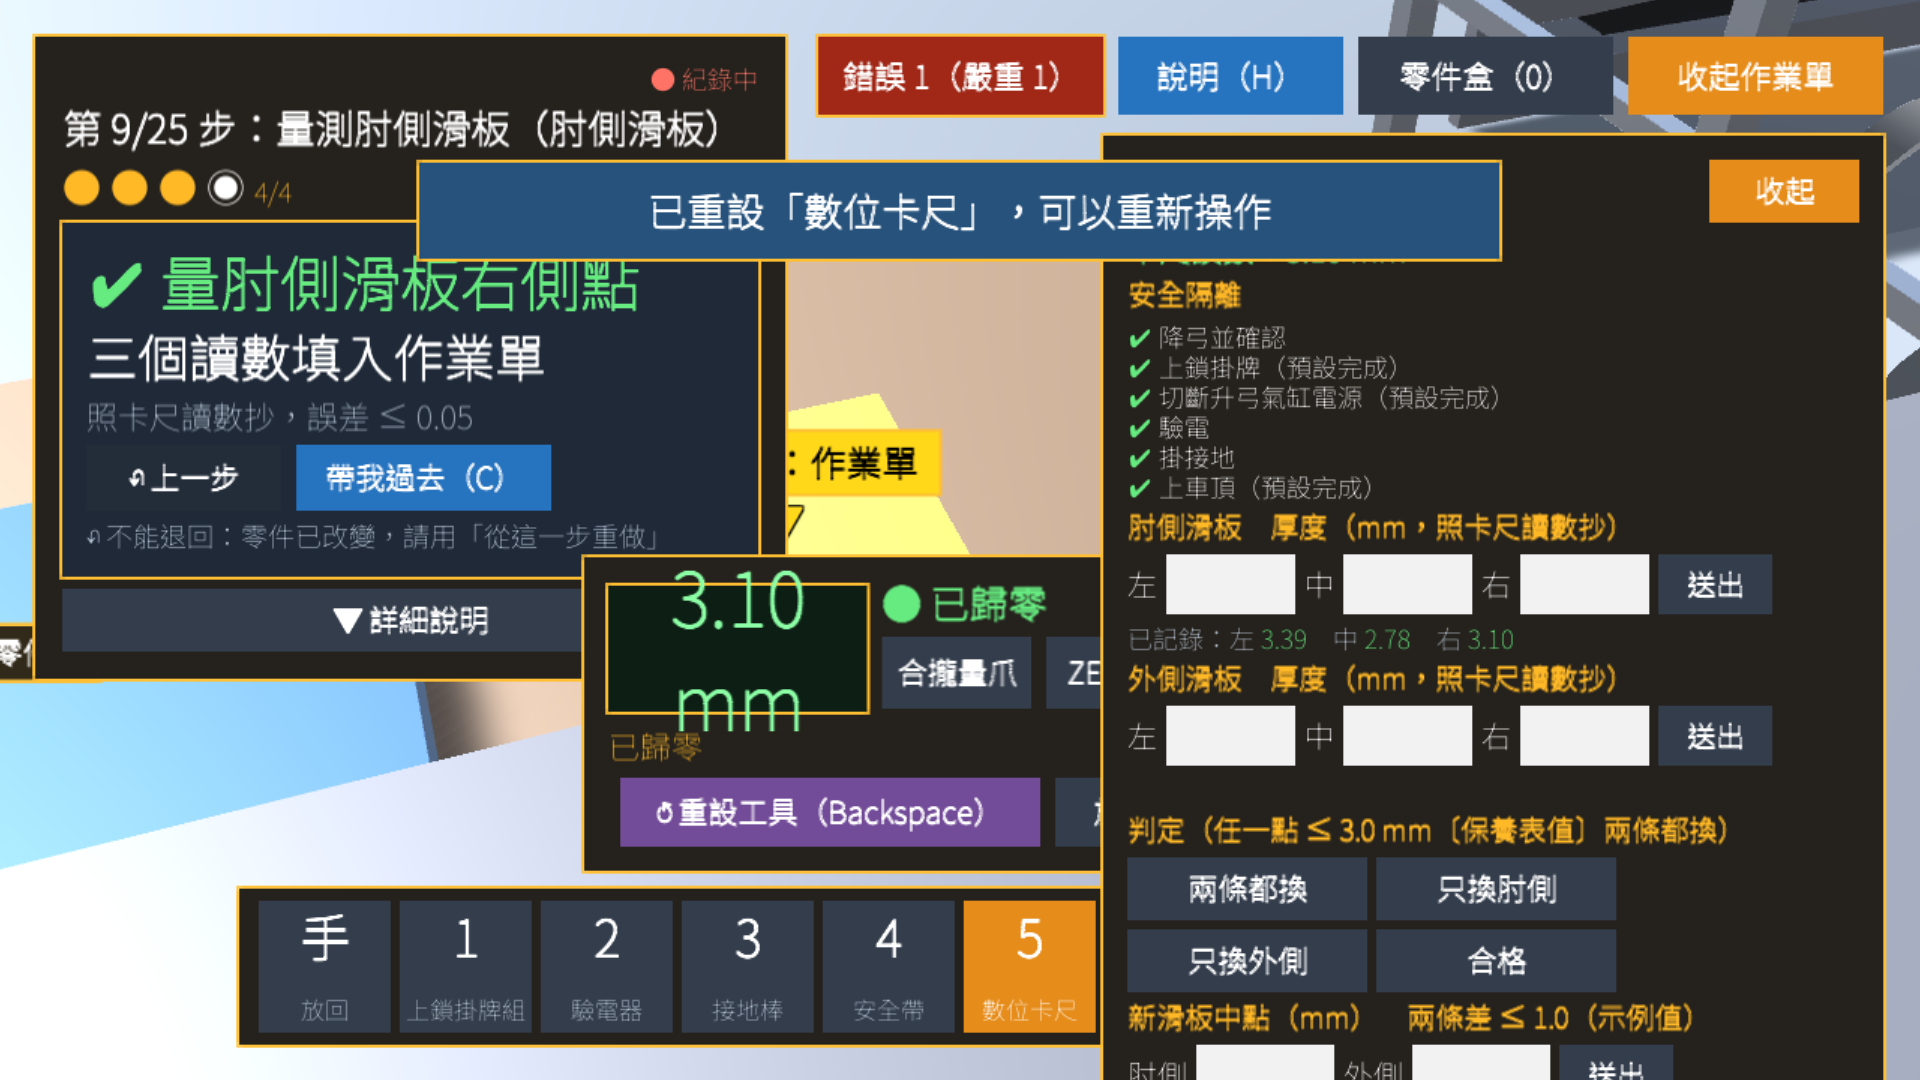 紀錄中
第 9/25 步：量測肘側滑板（肘側滑板）
4/4
✔ 量肘側滑板右側點
三個讀數填入作業單
照卡尺讀數抄，誤差 ≤ 0.05
上一步
帶我過去（C）
不能退回：零件已改變，請用「從這一步重做」
▼ 詳細說明
錯誤 1（嚴重 1）
說明（H）
零件盒（0）
收起作業單
已重設「數位卡尺」，可以重新操作
收起
：作業單
安全隔離
✔ 降弓並確認
✔ 上鎖掛牌（預設完成）
✔ 切斷升弓氣缸電源（預設完成）
✔ 驗電
✔ 掛接地
✔ 上車頂（預設完成）
肘側滑板 厚度（mm，照卡尺讀數抄）
左 中 右 送出
已記錄：左 3.39 中 2.78 右 3.10
外側滑板 厚度（mm，照卡尺讀數抄）
左 中 右 送出
判定（任一點 ≤ 3.0 mm〔保養表值〕兩條都換）
兩條都換
只換肘側
只換外側
合格
新滑板中點（mm） 兩條差 ≤ 1.0（示例值）
肘側 外側 送出
3.10 mm
已歸零
合攏量爪
ZE
已歸零
重設工具（Backspace）
手
放回
1
上鎖掛牌組
2
驗電器
3
接地棒
4
安全帶
5
數位卡尺